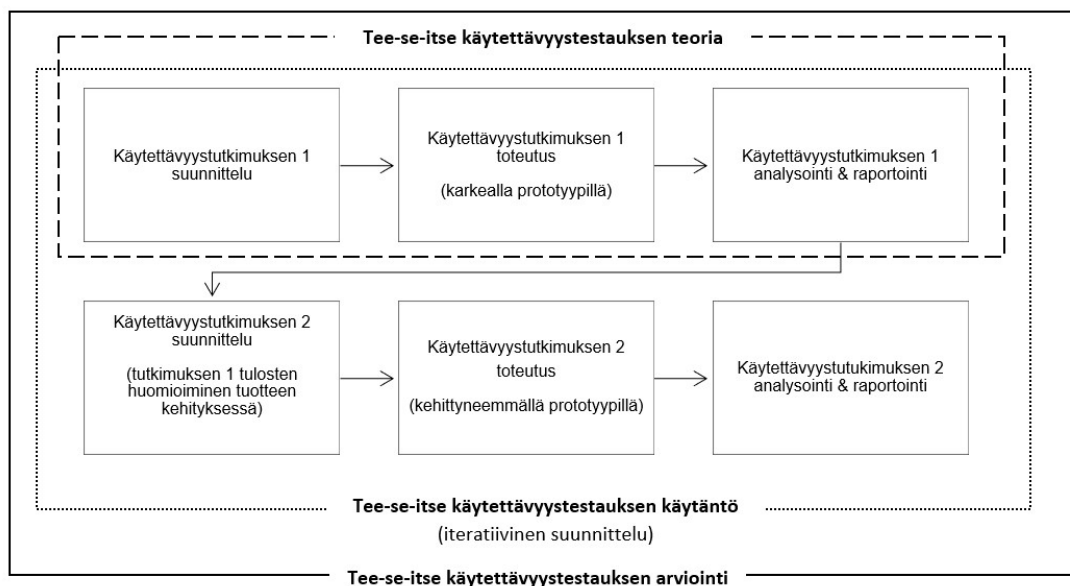 Tee-se-itse käytettävyystestauksen teoria
Käytettävyystutkimuksen 1
suunnittelu
Käytettävyystutkimuksen 1
toteutus
(karkealla prototyypillä)
Käytettävyystutkimuksen 1
analysointi & raportointi
Käytettävyystutkimuksen 2
suunnittelu
(tutkimuksen 1 tulosten
huomioiminen tuotteen
kehityksessä)
Käytettävyystutkimuksen 2
toteutus
(kehittyneemmällä prototyypillä)
Käytettävyystutukimuksen 2
analysointi & raportointi
Tee-se-itse käytettävyystestauksen käytäntö
(iteratiivinen suunnittelu)
Tee-se-itse käytettävyystestauksen arviointi